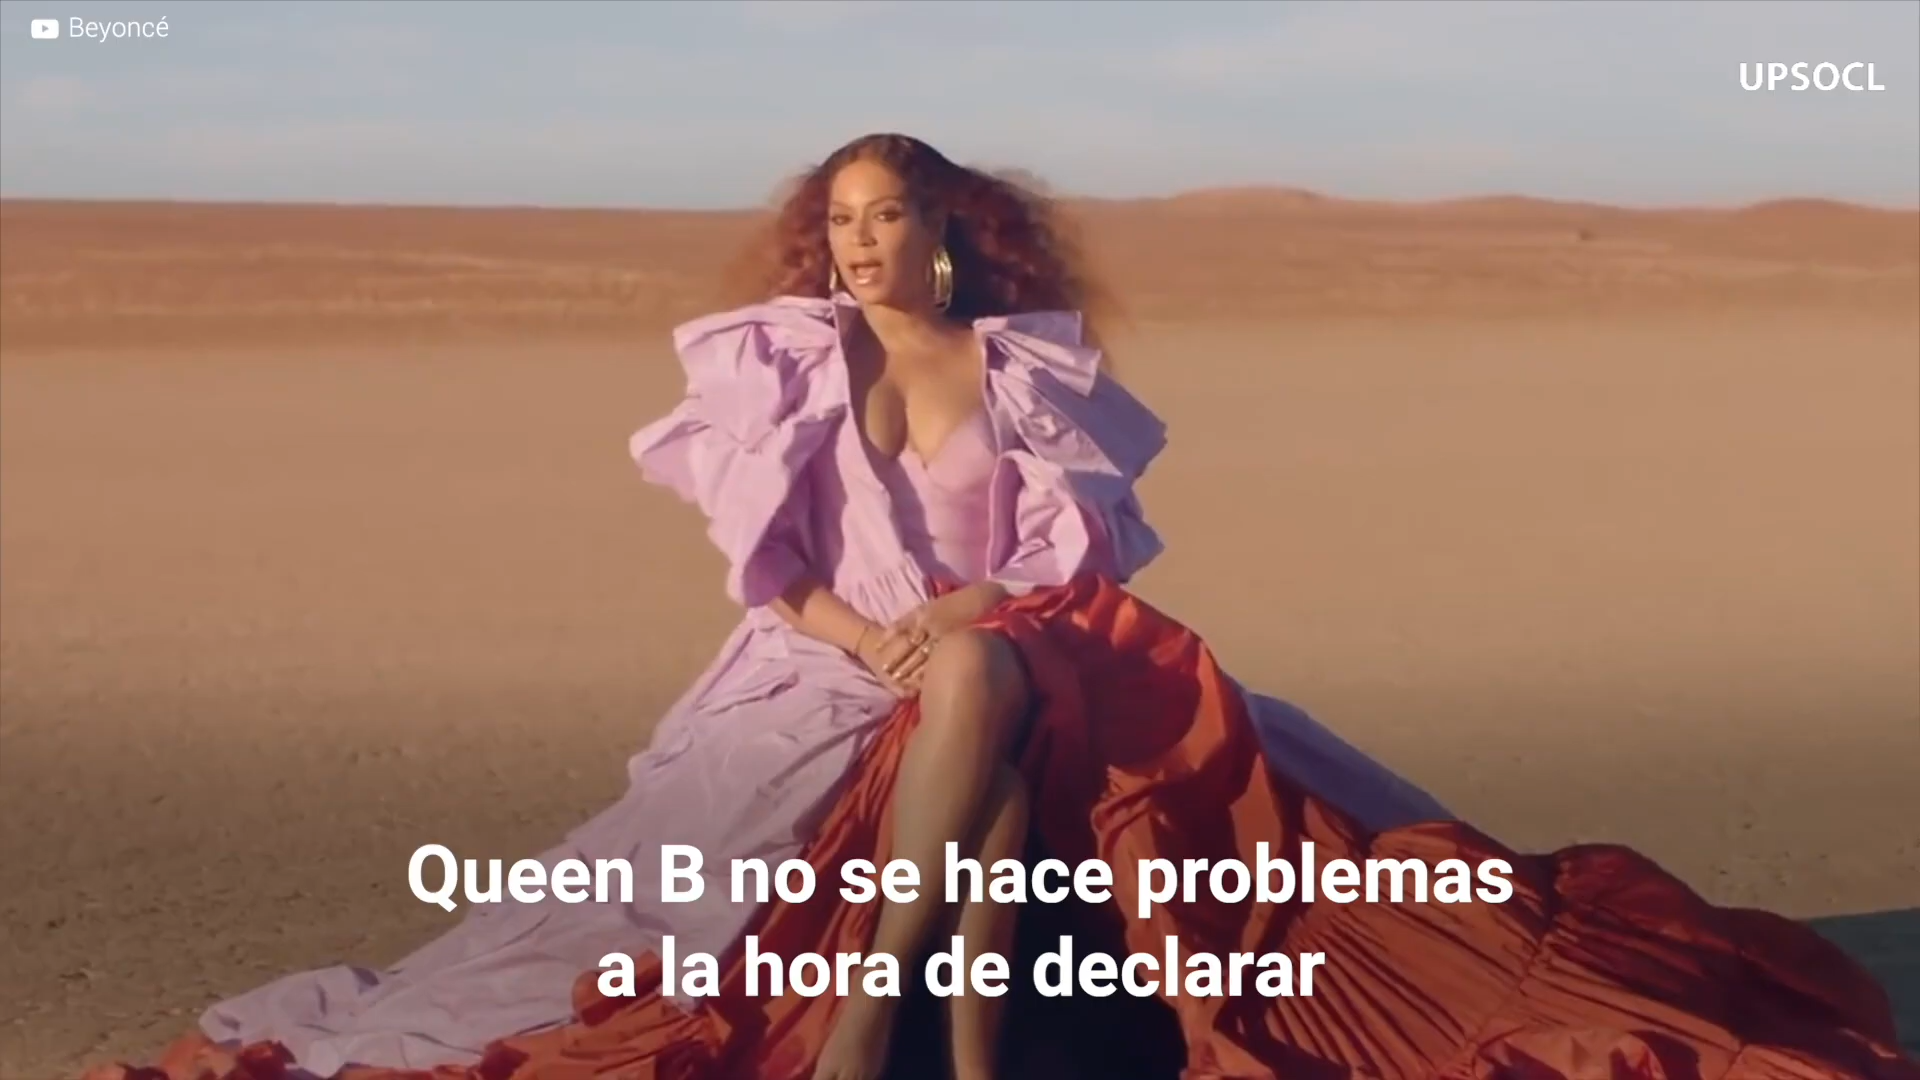 Beyoncé
UPSOCL
Queen B no se hace problemas
a la hora de declarar